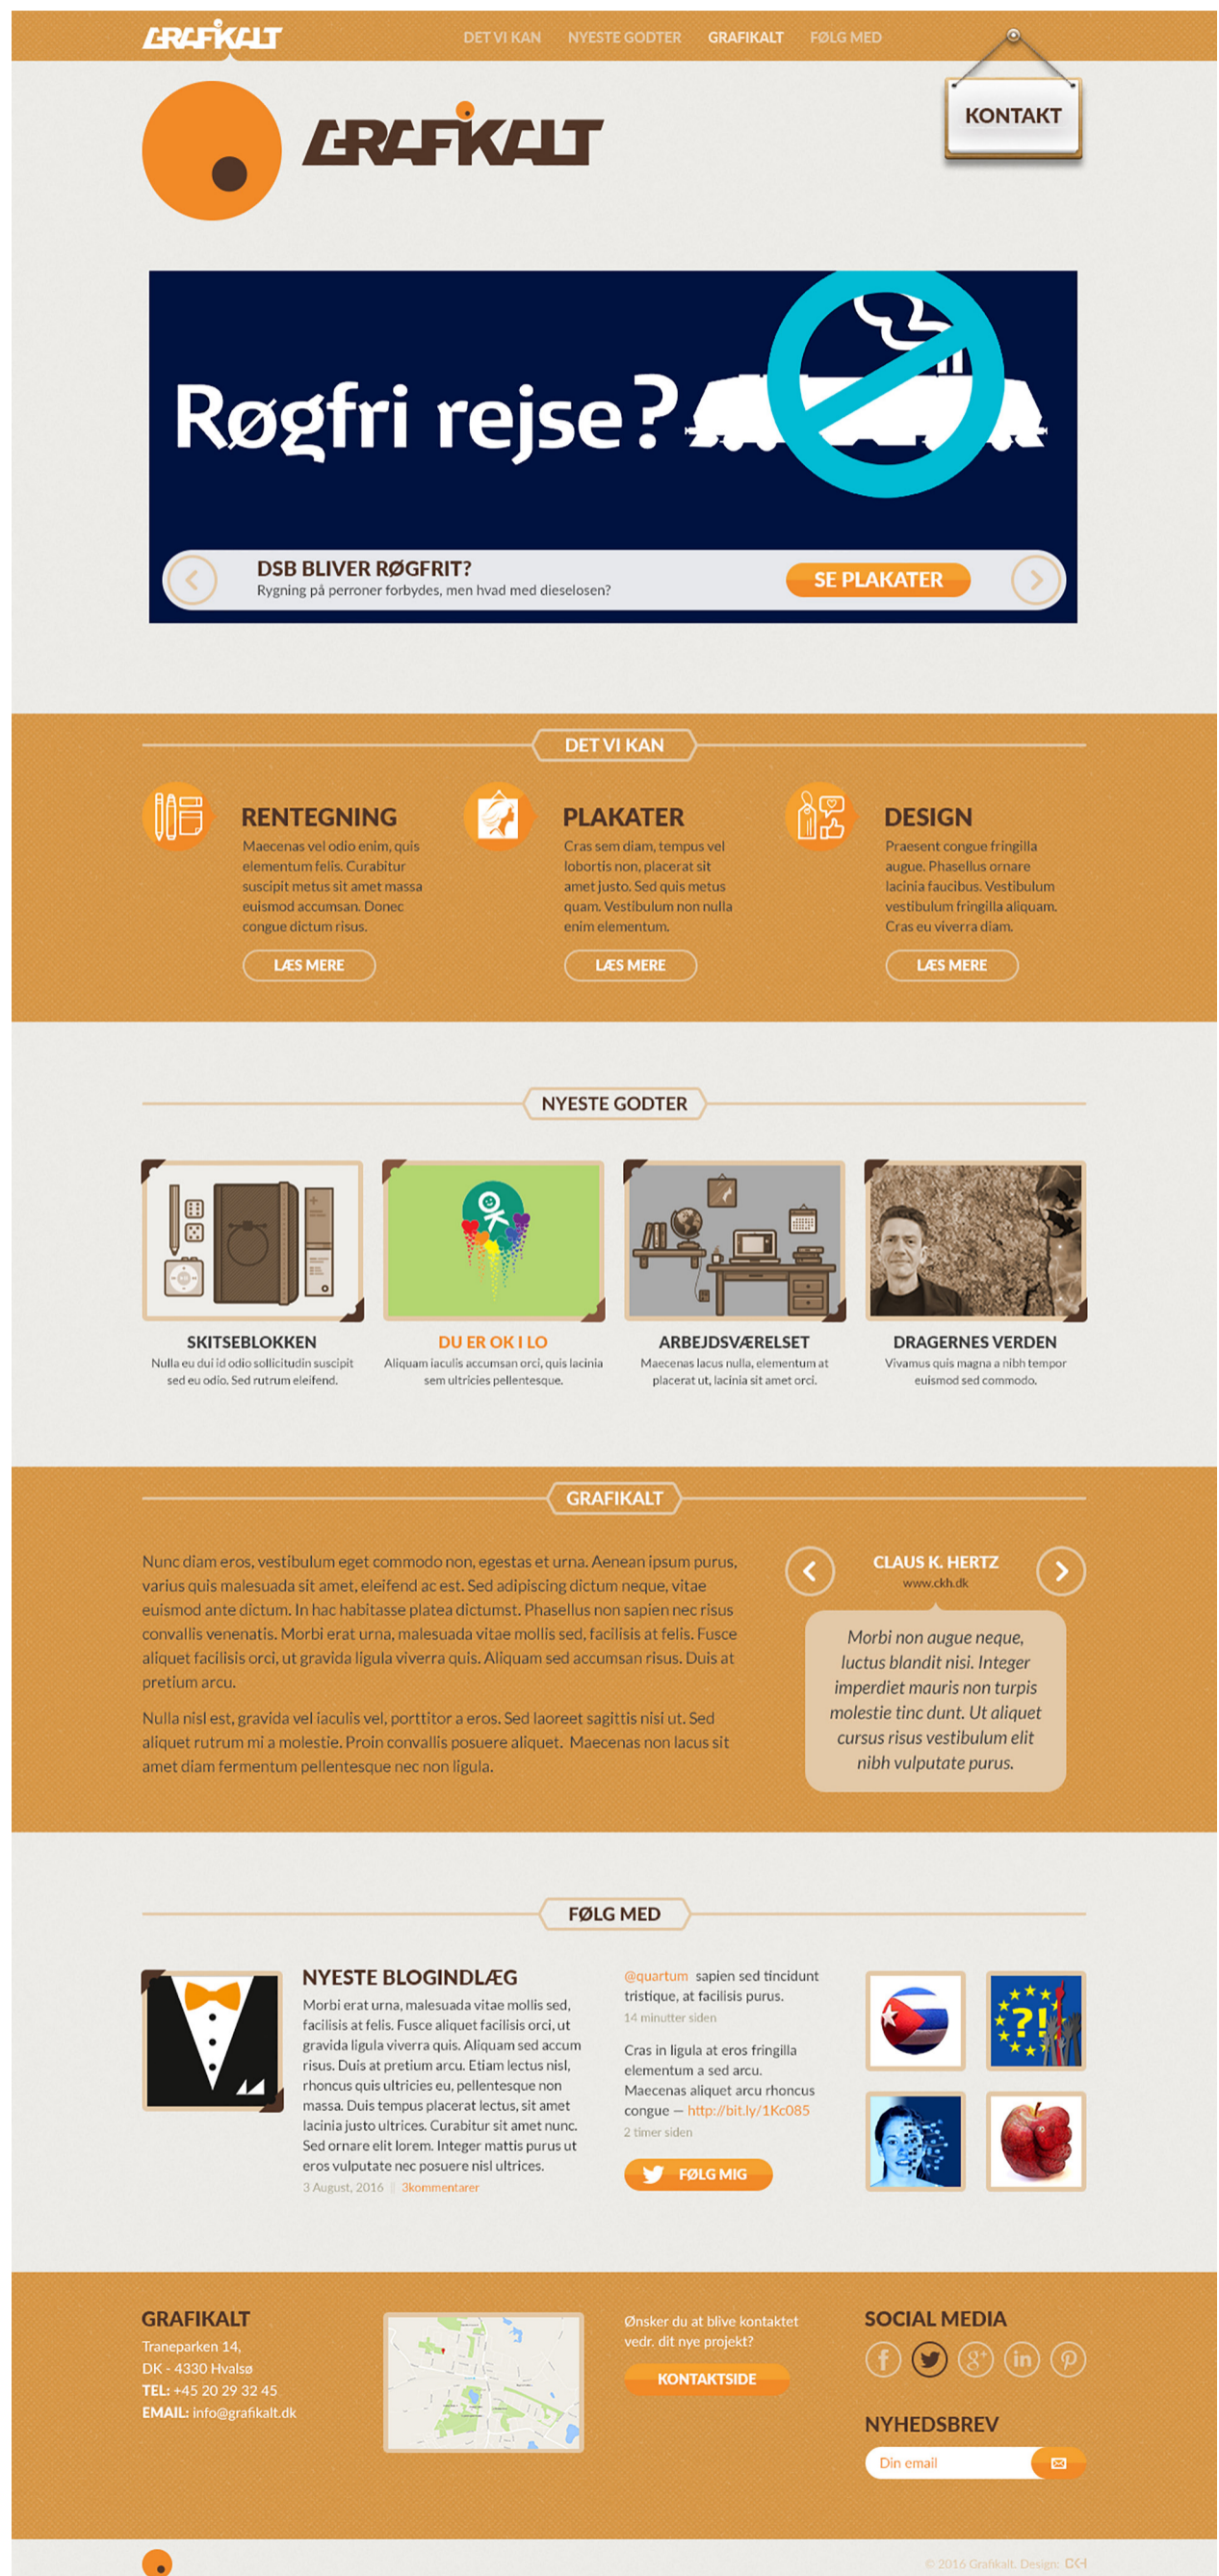 GRAFIKALT
DET VI KAN NYESTE GODTER GRAFIKALT FØLG MED
KONTAKT
GRAFIKALT
Røgfri rejse?
DSB BLIVER RØGFRIT?
Rygning på perroner forbydes, men hvad med dieselosen?
SE PLAKATER
DET VI KAN
RENTEGNING
Maecenas vel odio enim, quis
elementum felis. Curabitur
suscipit metus sit amet massa
euismod accumsan. Donec
congue dictum risus.
LÆS MERE
PLAKATER
Cras sem diam, tempus vel
lobortis non, placerat sit
amet justo. Sed quis metus
quam. Vestibulum non nulla
enim elementum.
LÆS MERE
DESIGN
Praesent congue fringilla
augue. Phasellus ornare
lacinia faucibus. Vestibulum
vestibulum fringilla aliquam.
Cras eu viverra diam.
LÆS MERE
NYESTE GODTER
SKITSEBLOKKEN
Nulla eu dui id odio sollicitudin suscipit
sed eu odio. Sed rutrum eleifend.
OK
DU ER OK I LO
Aliquam iaculis accumsan orci, quis lacinia
sem ultricies pellentesque.
ARBEJDSVÆRELSET
Maecenas lacus nulla, elementum at
placerat ut, lacinia sit amet orci.
DRAGERNES VERDEN
Vivamus quis magna a nibh tempor
euismod sed commodo.
GRAFIKALT
Nunc diam eros, vestibulum eget commodo non, egestas et urna. Aenean ipsum purus,
varius quis malesuada sit amet, eleifend ac est. Sed adipiscing dictum neque, vitae
euismod ante dictum. In hac habitasse platea dictumst. Phasellus non sapien nec risus
convallis venenatis. Morbi erat urna, malesuada vitae mollis sed, facilisis at felis. Fusce
aliquet facilisis orci, ut gravida ligula viverra quis. Aliquam sed accumsan risus. Duis at
pretium arcu.
Nulla nisl est, gravida vel iaculis vel, porttitor a eros. Sed laoreet sagittis nisi ut. Sed
aliquet rutrum mi a molestie. Proin convallis posuere aliquet. Maecenas non lacus sit
amet diam fermentum pellentesque nec non ligula.
CLAUS K. HERTZ
www.ckh.dk
Morbi non augue neque,
luctus blandit nisi. Integer
imperdiet mauris non turpis
molestie tinc dunt. Ut aliquet
cursus risus vestibulum elit
nibh vulputate purus.
FØLG MED
NYESTE BLOGINDLÆG
Morbi erat urna, malesuada vitae mollis sed,
facilisis at felis. Fusce aliquet facilisis orci, ut
gravida ligula viverra quis. Aliquam sed accum
risus. Duis at pretium arcu. Etiam lectus nisl,
rhoncus quis ultricies eu, pellentesque non
massa. Duis tempus placerat lectus, sit amet
lacinia justo ultrices. Curabitur sit amet nunc.
Sed ornare elit lorem. Integer mattis purus ut
eros vulputate nec posuere nisl ultrices.
3 August, 2016 || 3kommentarer
@quartum sapien sed tincidunt
tristique, at facilisis purus.
14 minutter siden
Cras in ligula at eros fringilla
elementum a sed arcu.
Maecenas aliquet arcu rhoncus
congue — http://bit.ly/1Kc085
2 timer siden
FØLG MIG
?!
GRAFIKALT
Traneparken 14,
DK - 4330 Hvalsø
TEL: +45 20 29 32 45
EMAIL: info@grafikalt.dk
Ønsker du at blive kontaktet
vedr. dit nye projekt?
KONTAKTSIDE
SOCIAL MEDIA
f g+ in
NYHEDSBREV
Din email
© 2016 Grafikalt. Design: CKH